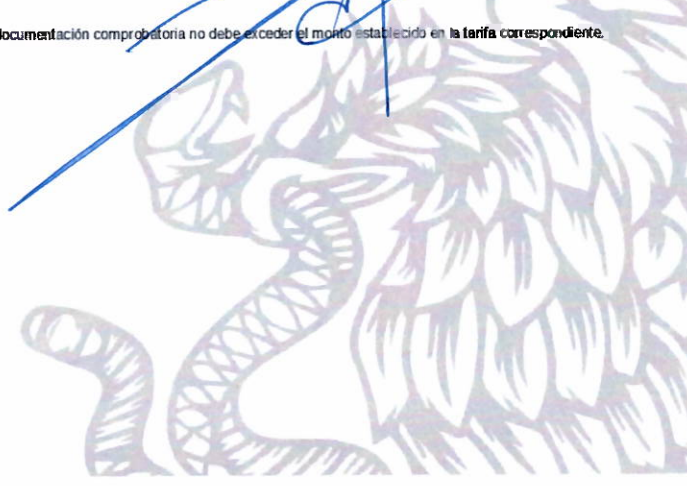 documentación comprobatoria no debe exceder el monto establecido en la tarifa correspondiente.